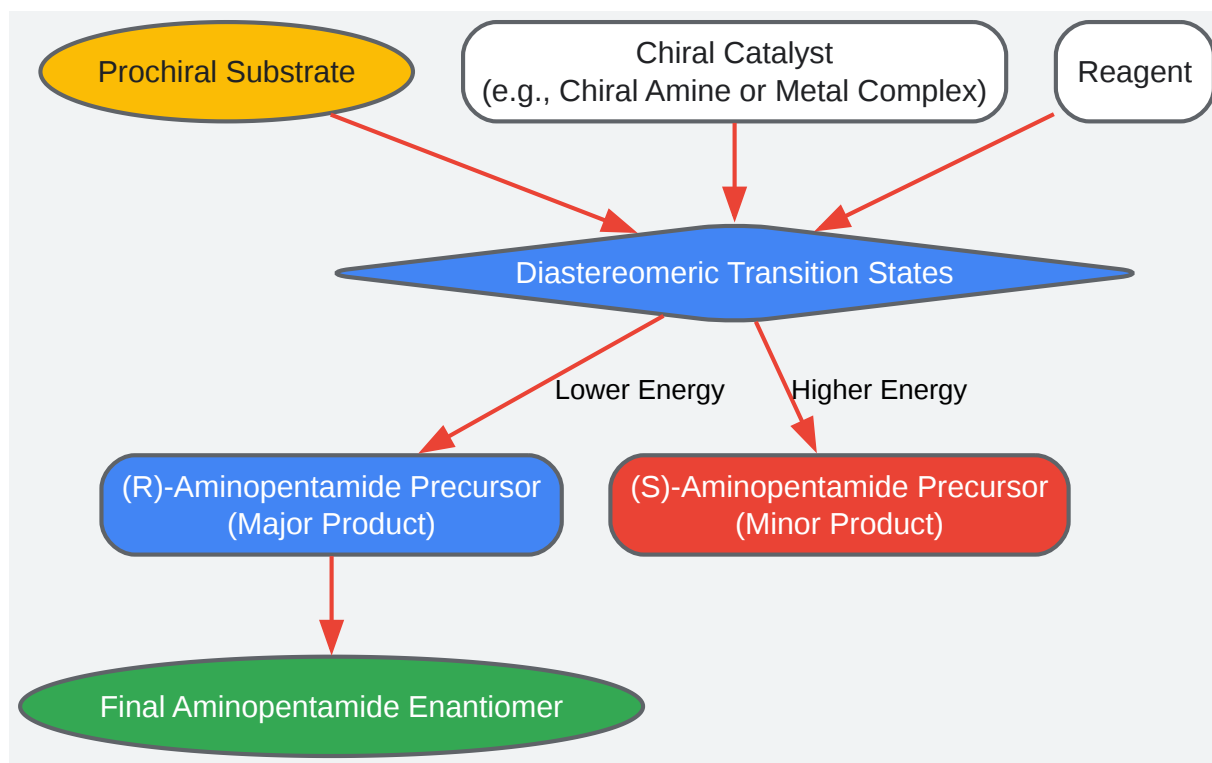 Prochiral Substrate
Chiral Catalyst
(e.g., Chiral Amine or Metal Complex)
Reagent
Diastereomeric Transition States
Lower Energy
Higher Energy
(R)-Aminopentamide Precursor
(Major Product)
(S)-Aminopentamide Precursor
(Minor Product)
Final Aminopentamide Enantiomer